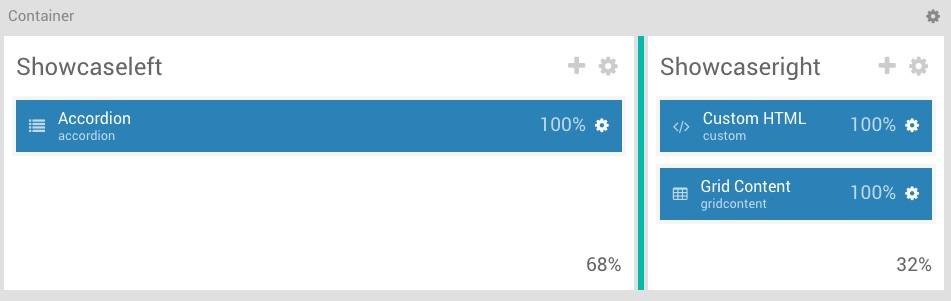 Container
Showcaseleft
Accordion
accordion
100%
68%
Showcaseright
Custom HTML
custom
100%
Grid Content
gridcontent
100%
32%